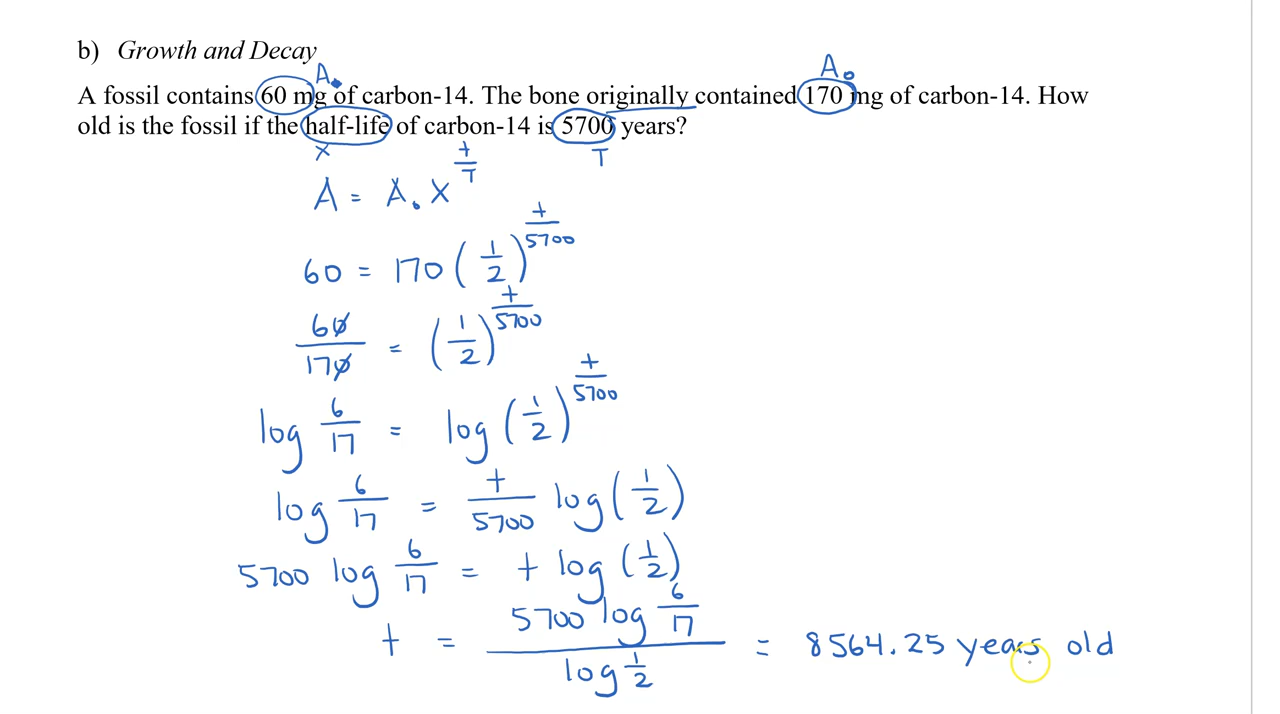 b) Growth and Decay
A. A₀
A fossil contains 60 mg of carbon-14. The bone originally contained 170 mg of carbon-14. How
old is the fossil if the half-life of carbon-14 is 5700 years?
x T
A = A₀ x^(t/T)
60 = 170 (1/2)^(t/5700)
60/170 = (1/2)^(t/5700)
log 6/17 = log (1/2)^(t/5700)
log 6/17 = t/5700 log (1/2)
5700 log 6/17 = t log (1/2)
t = 5700 log 6/17 / log 1/2 = 8564.25 years old